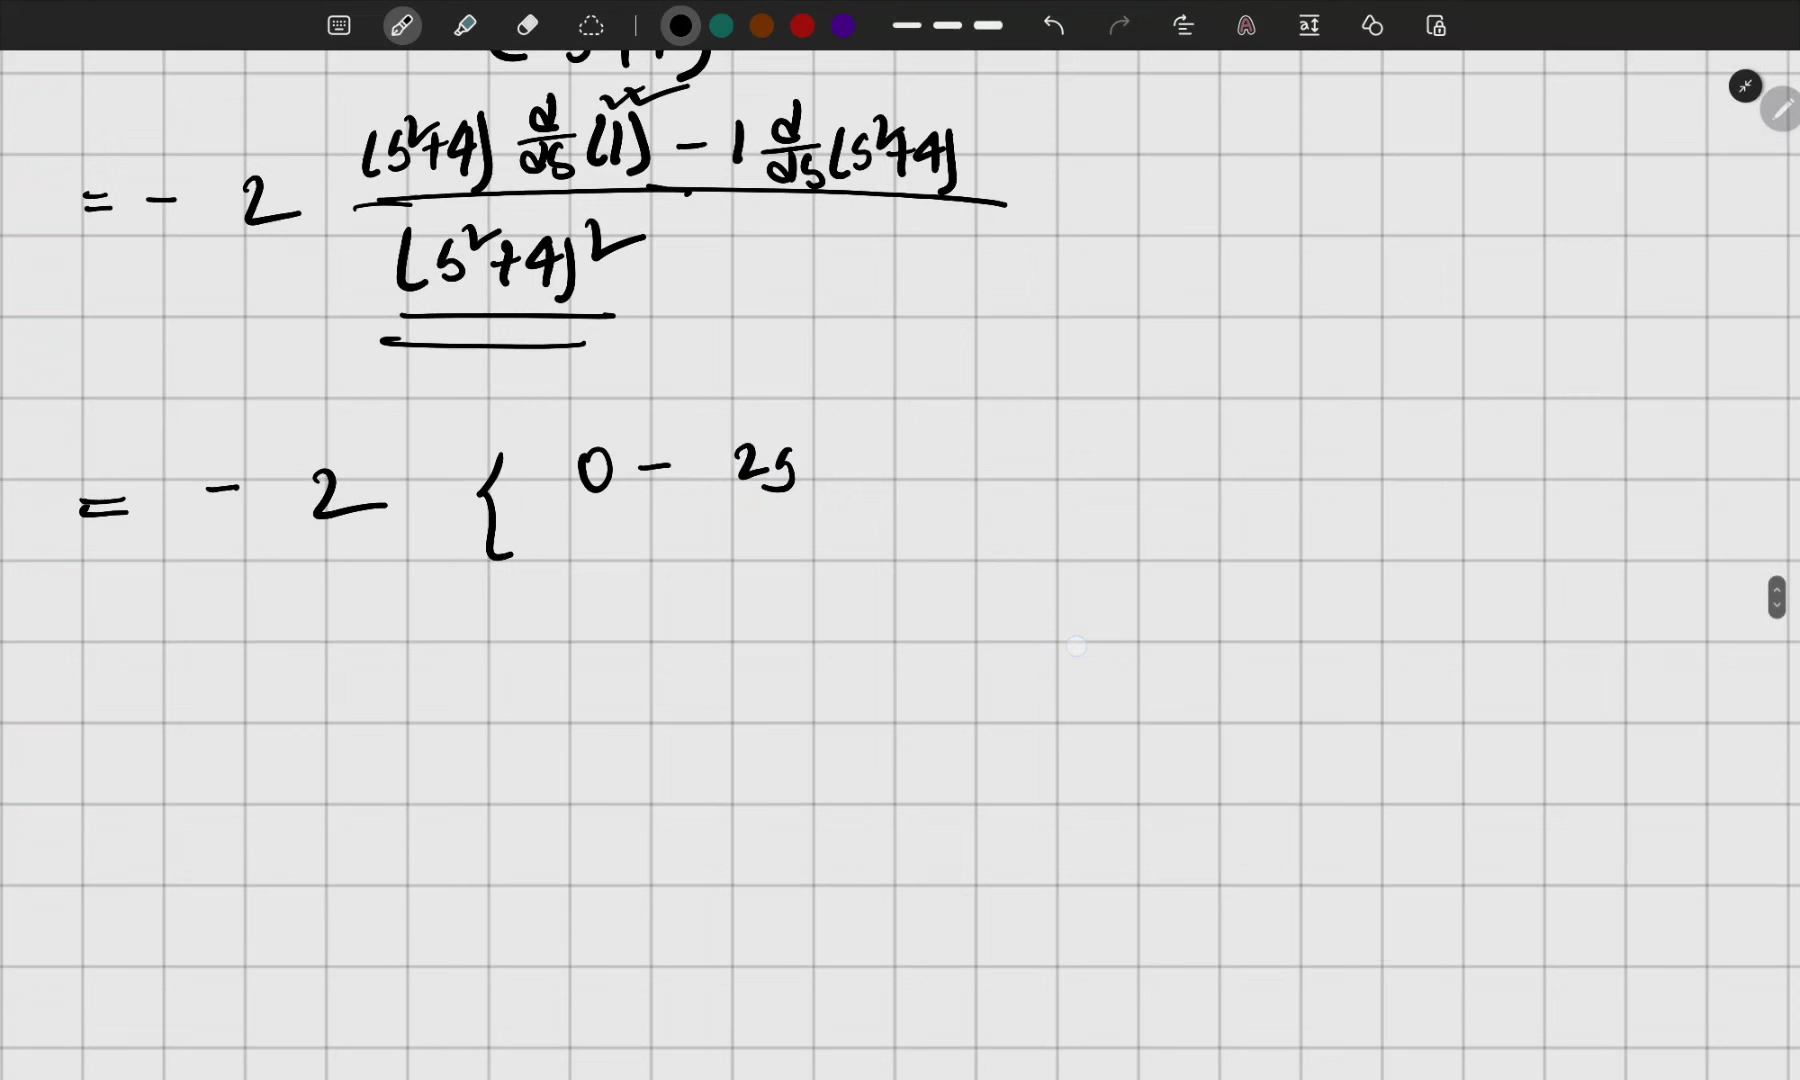 = - 2 (s²+4) d/ds (1) - 1 d/ds (s²+4)
(s²+4)²
= - 2 { 0 - 2s